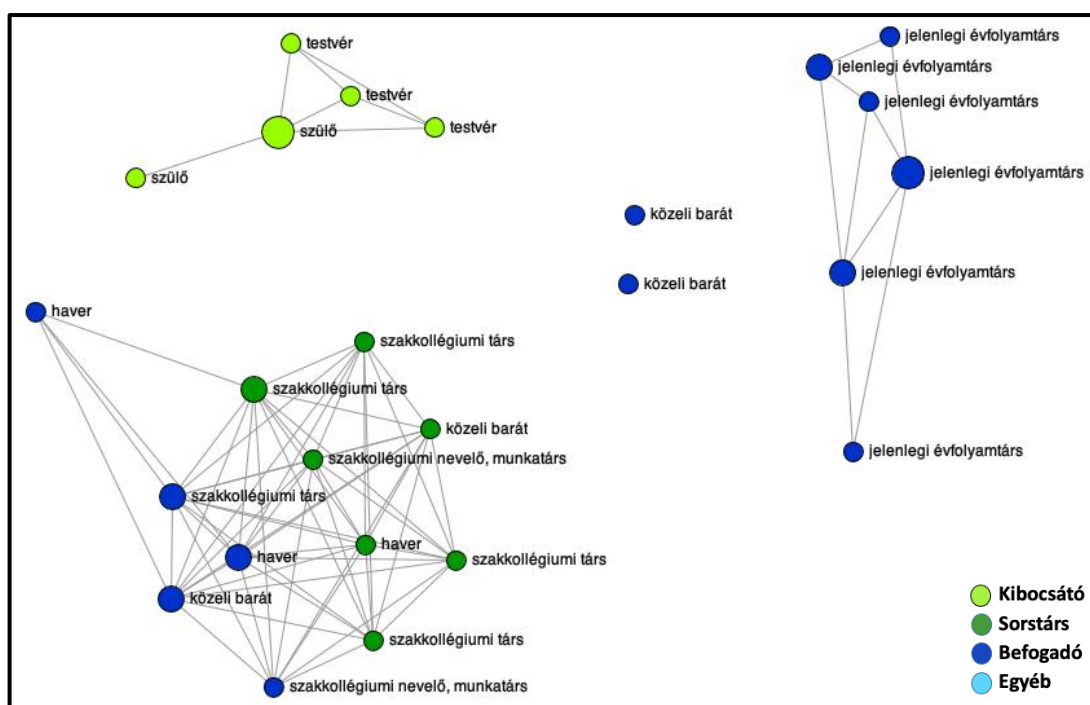 testvér
testvér
testvér
szülő
szülő
jelenlegi évfolyamtárs
jelenlegi évfolyamtárs
jelenlegi évfolyamtárs
jelenlegi évfolyamtárs
jelenlegi évfolyamtárs
jelenlegi évfolyamtárs
közeli barát
közeli barát
haver
szakkollégiumi társ
szakkollégiumi társ
közeli barát
szakkollégiumi nevelő, munkatárs
szakkollégiumi társ
haver
haver
szakkollégiumi társ
közeli barát
szakkollégiumi társ
szakkollégiumi nevelő, munkatárs
Kibocsátó
Sorstárs
Befogadó
Egyéb